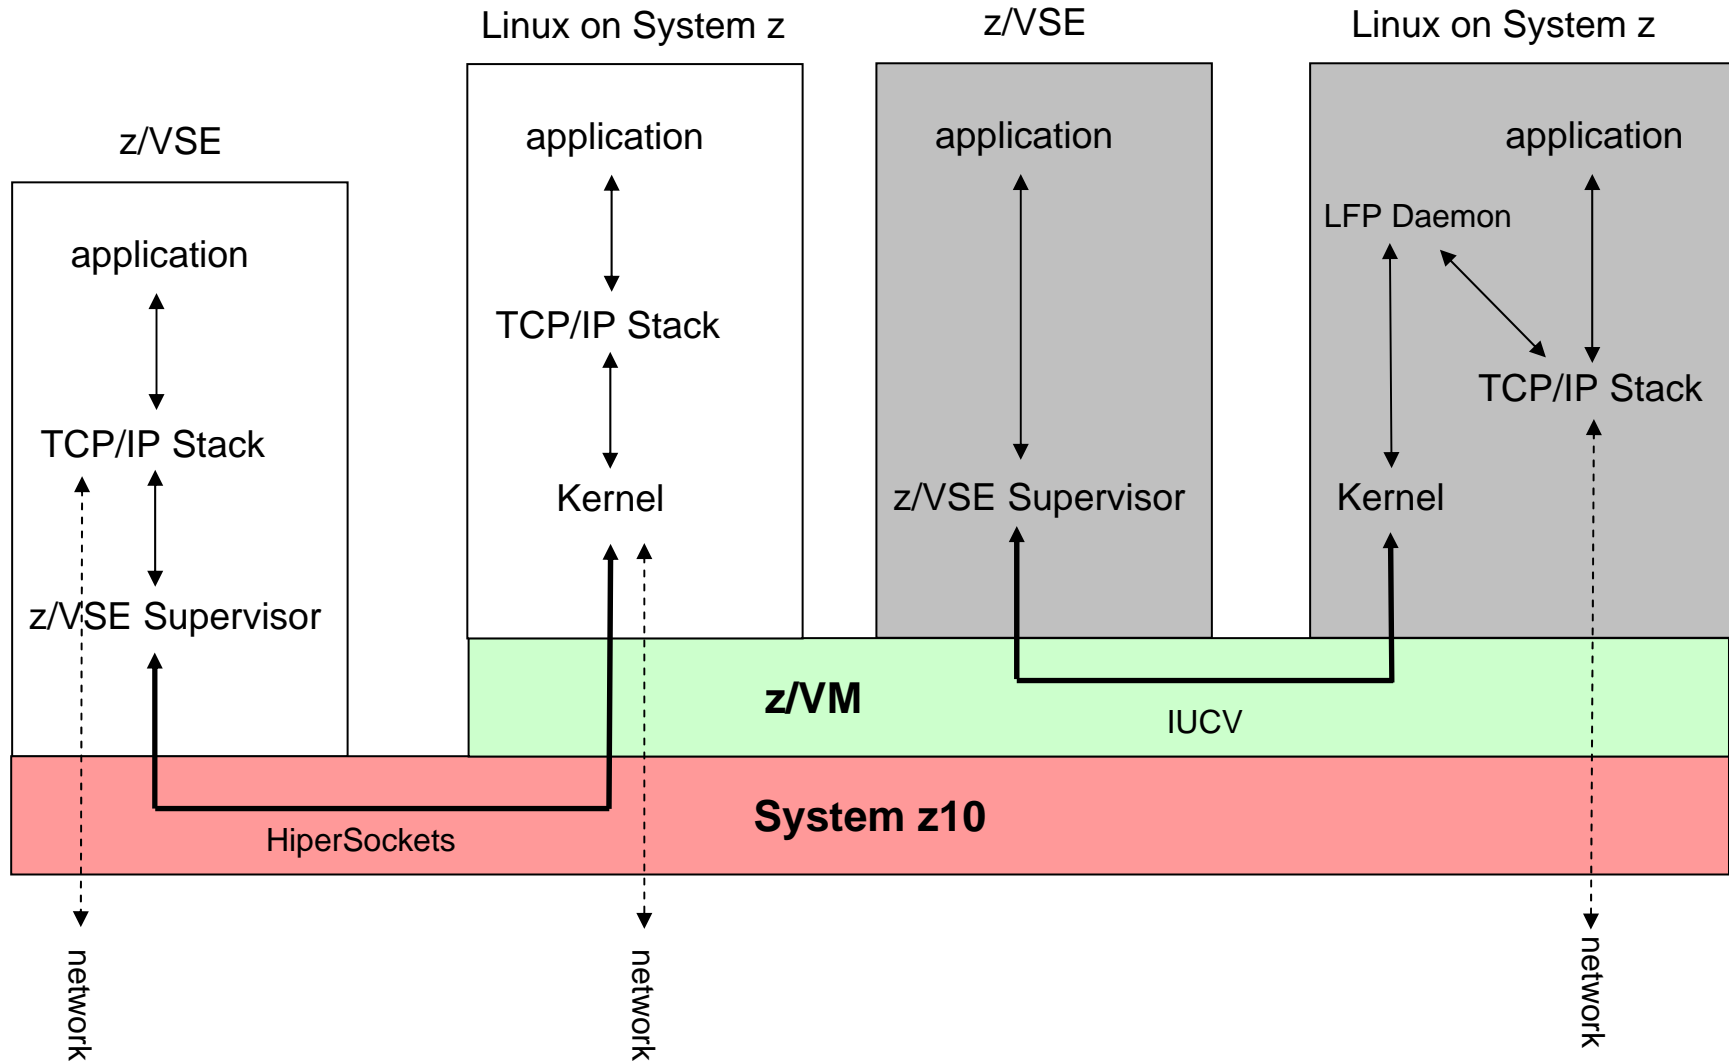 Linux on System z
z/VSE
Linux on System z
z/VSE
application
application
application
application
LFP Daemon
TCP/IP Stack
TCP/IP Stack
TCP/IP Stack
Kernel
z/VSE Supervisor
Kernel
z/VSE Supervisor
z/VM
IUCV
System z10
HiperSockets
network
network
network